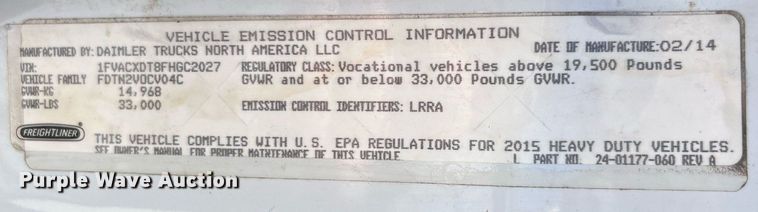 VEHICLE EMISSION CONTROL INFORMATION
MANUFACTURED BY: DAIMLER TRUCKS NORTH AMERICA LLC DATE OF MANUFACTURE: 02/14
VIN: 1FVACXDT8FHGC2027 REGULATORY CLASS: Vocational vehicles above 19,500 Pounds
VEHICLE FAMILY FDTN2VOCV04C GVWR and at or below 33,000 Pounds GVWR.
GVWR-KG 14,968
GVWR-LBS 33,000 EMISSION CONTROL IDENTIFIERS: LRRA
FREIGHTLINER
THIS VEHICLE COMPLIES WITH U.S. EPA REGULATIONS FOR 2015 HEAVY DUTY VEHICLES.
SEE OWNER'S MANUAL FOR PROPER MAINTENANCE OF THIS VEHICLE L PART NO. 24-01177-060 REV A
Purple Wave Auction